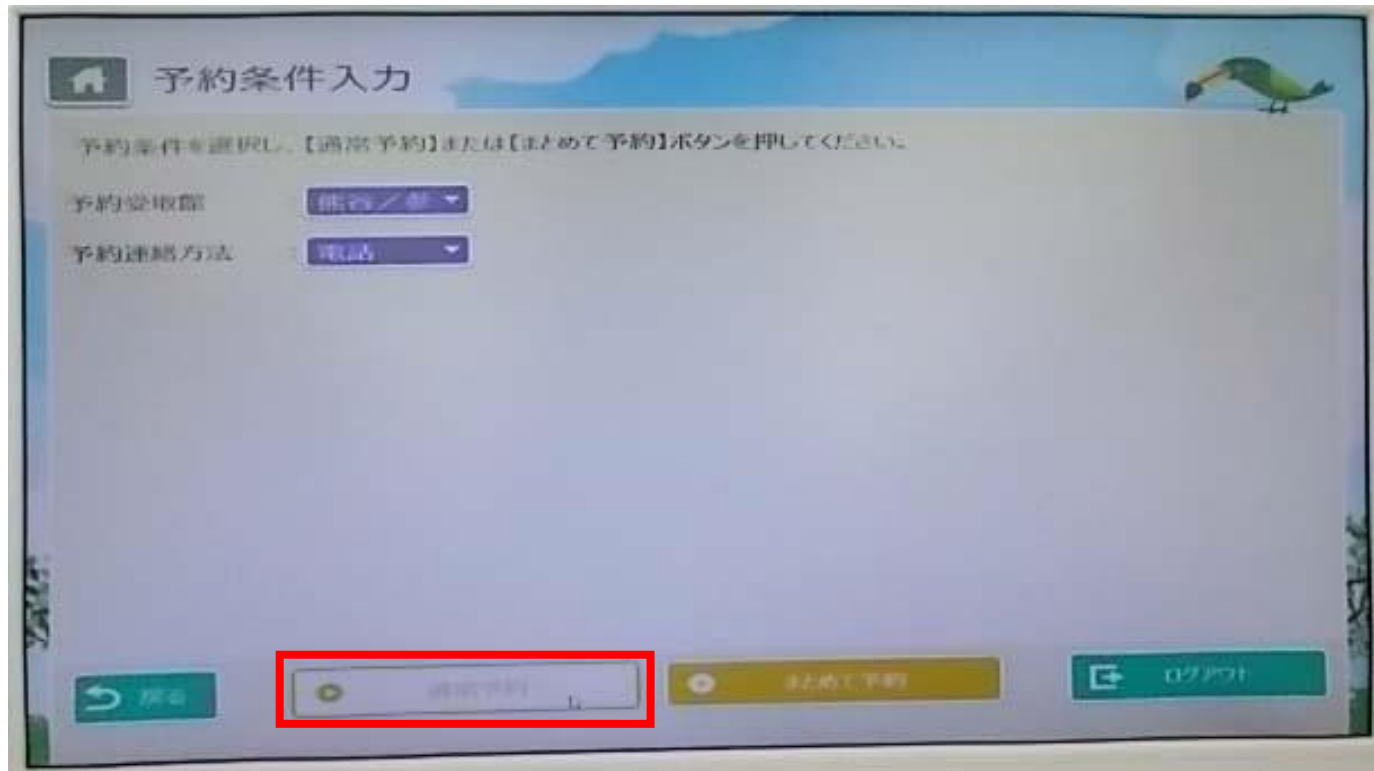 予約条件入力
予約条件を選択し、【通常予約】または【まとめて予約】ボタンを押してください。
予約受取館 : 熊谷／
予約連絡方法 : 電話
戻る
通常予約
まとめて予約
ログアウト